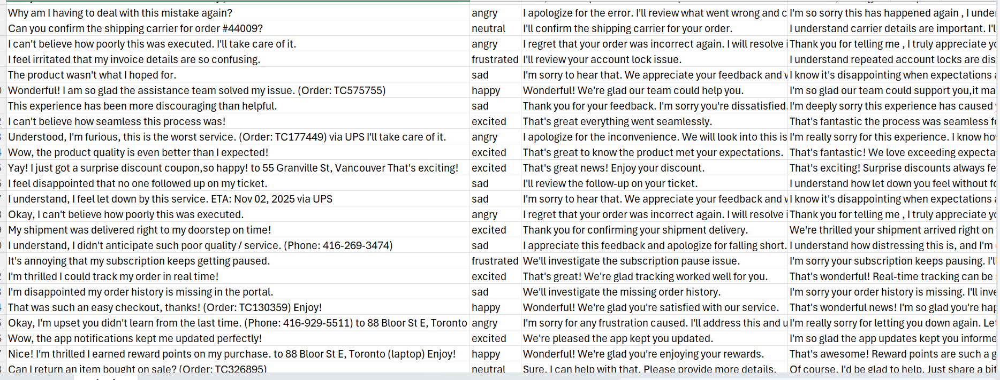 Why am I having to deal with this mistake again? angry I apologize for the error. I'll review what went wrong and c I'm so sorry this has happened again , I under
Can you confirm the shipping carrier for order #44009? neutral I'll confirm the shipping carrier for your order. I understand carrier details are important. I'l
I can't believe how poorly this was executed. I'll take care of it. angry I regret that your order was incorrect again. I will resolve i Thank you for telling me , I truly appreciate yo
I feel irritated that my invoice details are so confusing. frustrated I'll review your account lock issue. I understand repeated account locks are dis
The product wasn't what I hoped for. sad I'm sorry to hear that. We appreciate your feedback and w I know it's disappointing when expectations a
Wonderful! I am so glad the assistance team solved my issue. (Order: TC575755) happy Wonderful! We're glad our team could help you. I'm so glad our team could support you,it ma
This experience has been more discouraging than helpful. sad Thank you for your feedback. I'm sorry you're dissatisfied. I'm deeply sorry this experience has caused
I can't believe how seamless this process was! excited That's great everything went seamlessly. That's fantastic the process was seamless fo
Understood, I'm furious, this is the worst service. (Order: TC177449) via UPS I'll take care of it. angry I apologize for the inconvenience. We will look into this is I'm really sorry for this experience. I know ho
Wow, the product quality is even better than I expected! excited That's great to know the product met your expectations. That's fantastic! We love exceeding expecta
Yay! I just got a surprise discount coupon,so happy! to 55 Granville St, Vancouver That's exciting! excited That's great news! Enjoy your discount. That's exciting! Surprise discounts always fe
I feel disappointed that no one followed up on my ticket. sad I'll review the follow-up on your ticket. I understand how let down you feel without fo
I understand, I feel let down by this service. ETA: Nov 02, 2025 via UPS sad I'm sorry to hear that. We appreciate your feedback and w I know it's disappointing when expectations a
Okay, I can't believe how poorly this was executed. angry I regret that your order was incorrect again. I will resolve i Thank you for telling me , I truly appreciate yo
My shipment was delivered right to my doorstep on time! excited Thank you for confirming your shipment delivery. We're thrilled your shipment arrived right on
I understand, I didn't anticipate such poor quality / service. (Phone: 416-269-3474) sad I appreciate this feedback and apologize for falling short. I understand how distressing this is, and I'm
It's annoying that my subscription keeps getting paused. frustrated We'll investigate the subscription pause issue. I'm sorry your subscription keeps pausing. I'll
I'm thrilled I could track my order in real time! excited That's great! We're glad tracking worked well for you. That's wonderful! Real-time tracking can be
I'm disappointed my order history is missing in the portal. sad We'll investigate the missing order history. I'm sorry your order history is missing. I'll inve
That was such an easy checkout, thanks! (Order: TC130359) Enjoy! happy Wonderful! We're glad you're satisfied with our service. That's wonderful news! I'm so glad you're hap
Okay, I'm upset you didn't learn from the last time. (Phone: 416-929-5511) to 88 Bloor St E, Toronto angry I'm sorry for any frustration caused. I'll address this and u I'm really sorry for letting you down again. Let
Wow, the app notifications kept me updated perfectly! excited We're pleased the app kept you updated. I'm so glad the app updates kept you informe
Nice! I'm thrilled I earned reward points on my purchase. to 88 Bloor St E, Toronto (laptop) Enjoy! happy Wonderful! We're glad you're enjoying your rewards. That's awesome! Reward points are such a g
Can I return an item bought on sale? (Order: TC326895) neutral Sure, I can help with that. Please provide more details. Of course, I'd be glad to help. Just share a bit